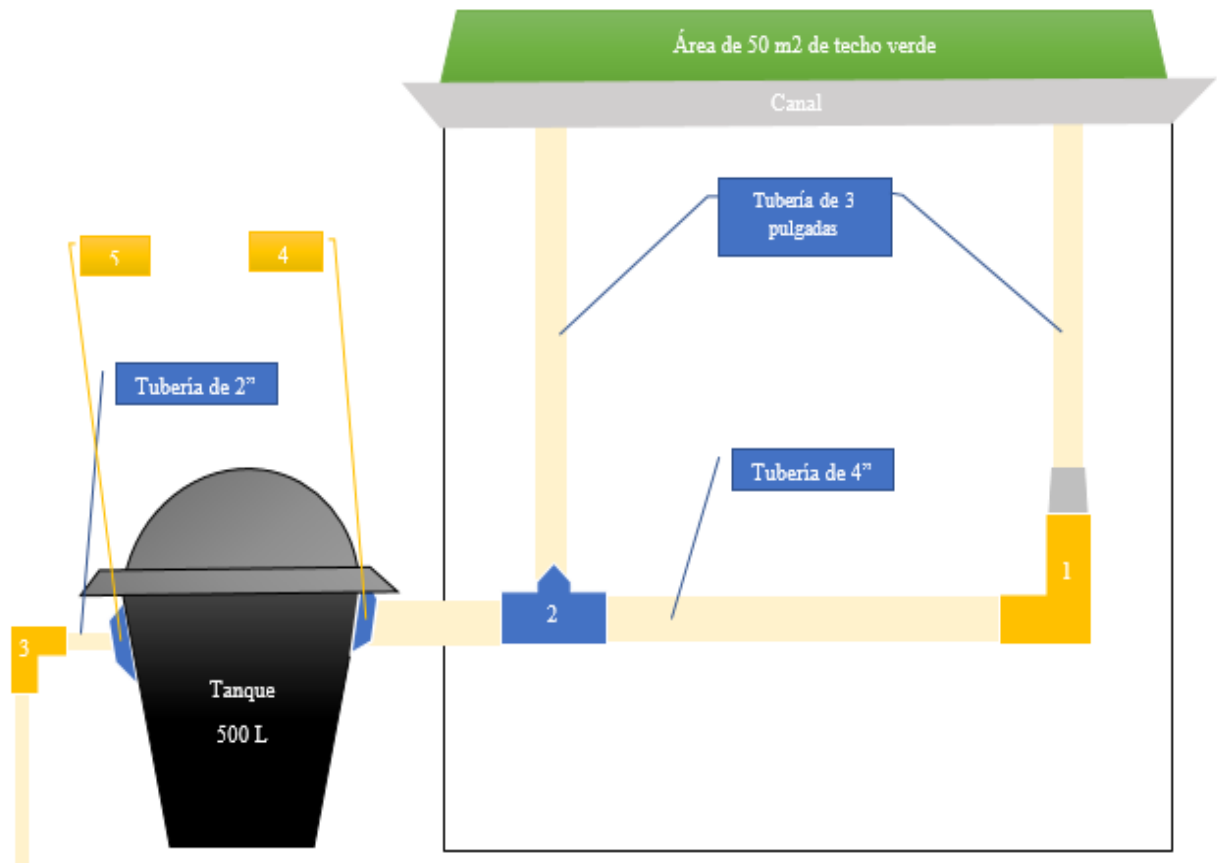 Área de 50 m2 de techo verde
Canal
Tubería de 3
pulgadas
5
4
Tubería de 2”
Tubería de 4”
1
2
3
Tanque
500 L